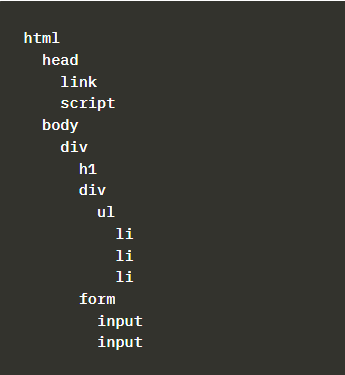 html
head
link
script
body
div
h1
div
ul
li
li
li
form
input
input